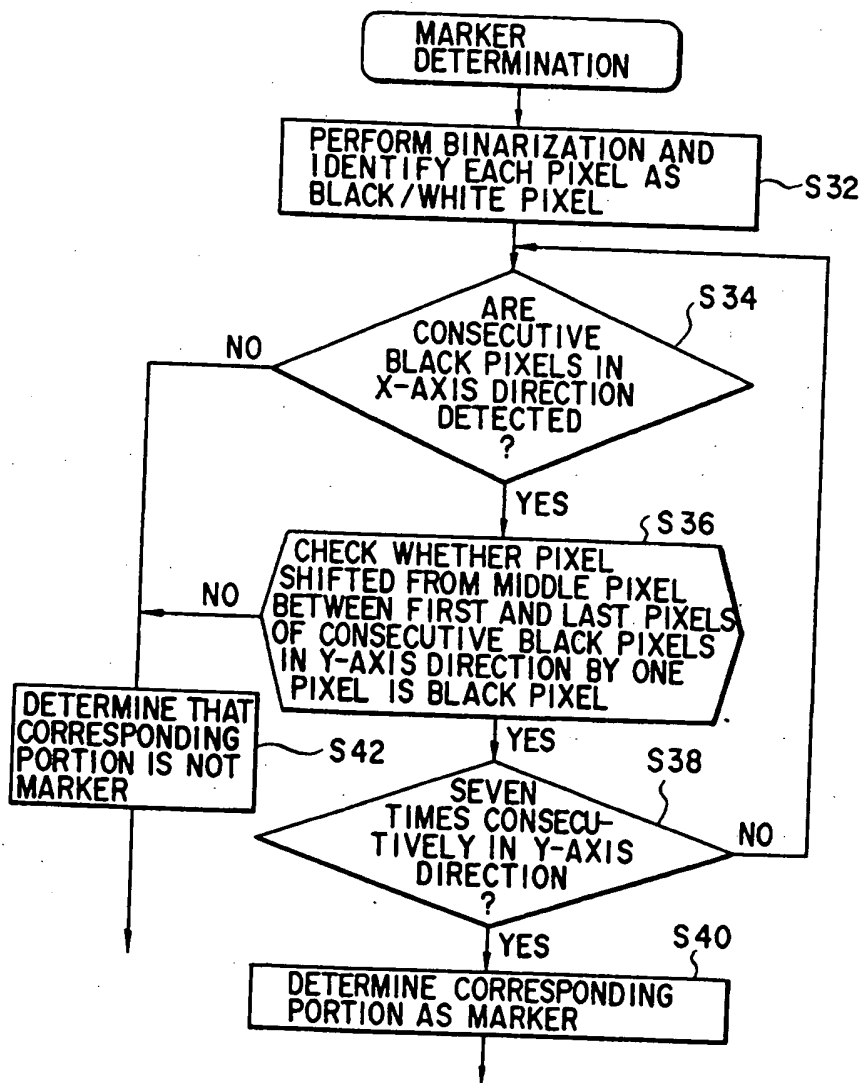 MARKER
DETERMINATION
PERFORM BINARIZATION AND
IDENTIFY EACH PIXEL AS
BLACK/WHITE PIXEL
S32
S34
ARE
CONSECUTIVE
BLACK PIXELS IN
X-AXIS DIRECTION
DETECTED
?
NO
YES
S36
CHECK WHETHER PIXEL
SHIFTED FROM MIDDLE PIXEL
BETWEEN FIRST AND LAST PIXELS
OF CONSECUTIVE BLACK PIXELS
IN Y-AXIS DIRECTION BY ONE
PIXEL IS BLACK PIXEL
NO
YES
DETERMINE THAT
CORRESPONDING
PORTION IS NOT
MARKER
S42
S38
SEVEN
TIMES CONSECU-
TIVELY IN Y-AXIS
DIRECTION
?
NO
YES
S40
DETERMINE CORRESPONDING
PORTION AS MARKER